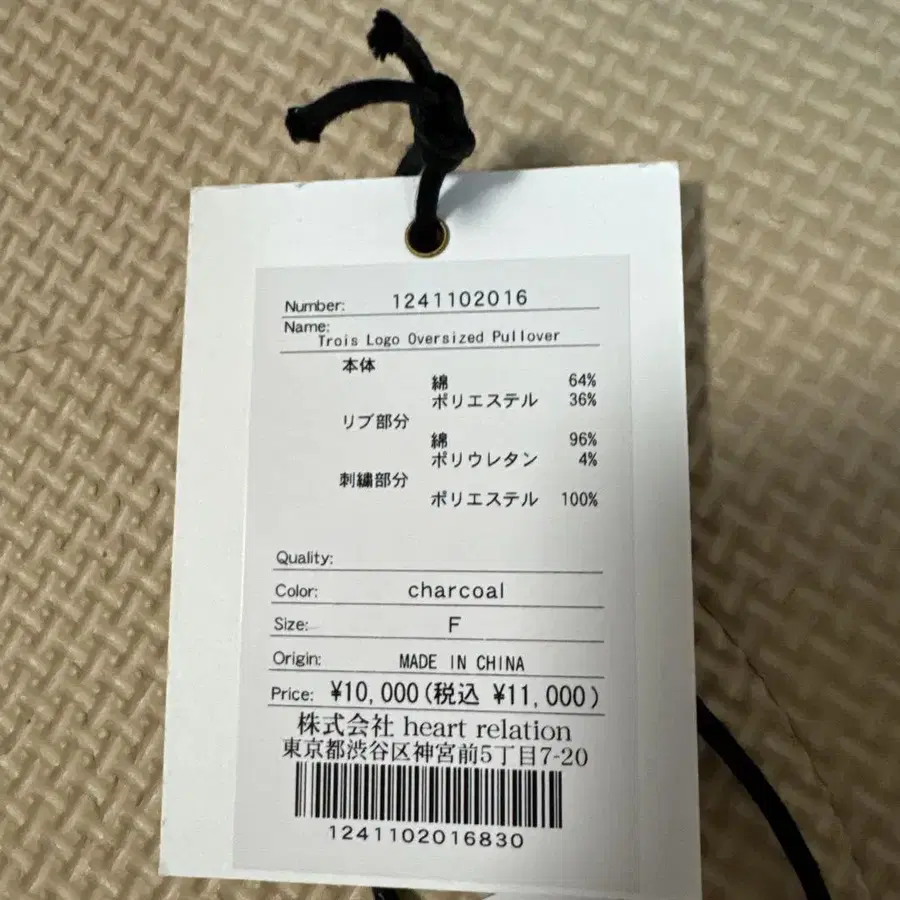 Number: 1241102016
Name:
Trois Logo Oversized Pullover
本体
綿 64%
ポリエステル 36%
リブ部分
綿 96%
ポリウレタン 4%
刺繍部分
ポリエステル 100%
Quality:
Color: charcoal
Size: F
Origin: MADE IN CHINA
Price: ¥10,000(税込 ¥11,000)
株式会社 heart relation
東京都渋谷区神宮前5丁目7-20
1241102016830